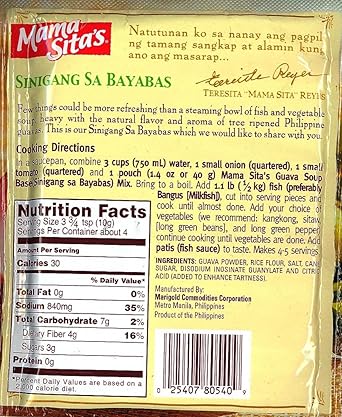 Mama
Sita's
Natutunan ko sa nanay ang pagpil
ng tamang sangkap at alamin kung
ano ang masarap...
SINIGANG SA BAYABAS
Teresita Reyes
TERESITA "MAMA SITA" REYES
Few things could be more refreshing than a steaming bowl of fish and vegetable
soup, heavy with the natural flavor and aroma of tree ripened Philippine
guavas. This is our Sinigang Sa Bayabas which we would like to share with you.
Cooking Directions
In a saucepan, combine 3 cups (750 mL) water, 1 small onion (quartered), 1 small
tomato (quartered) and 1 pouch (1.4 oz or 40 g) Mama Sita's Guava Soup
Base (Sinigang sa Bayabas) Mix. Bring to a boil. Add 1.1 lb (½ kg) fish (preferably
Bangus [Milkfish]), cut into serving pieces and
cook until almost done. Add your choice of
vegetables (we recommend: kangkong, sitaw
[long green beans], and long green pepper
continue cooking until vegetables are done. Add
patis (fish sauce) to taste. Makes 4-5 servings.
INGREDIENTS: GUAVA POWDER, RICE FLOUR, SALT, CANE
SUGAR, DISODIUM INOSINATE GUANYLATE AND CITRIC
ACID (ADDED TO ENHANCE TARTNESS).
Nutrition Facts
Serving Size 3 ¾ tsp (10g)
Servings Per Container about 4
Amount Per Serving
Calories 30
% Daily Value*
Total Fat 0g 0%
Sodium 840mg 35%
Total Carbohydrate 7g 2%
Dietary Fiber 4g 16%
Sugars 3g
Protein 0g
*Percent Daily Values are based on a
2,000 calorie diet.
Manufactured By:
Marigold Commodities Corporation
Metro Manila, Philippines
Product of the Philippines
0 25407 80540 9